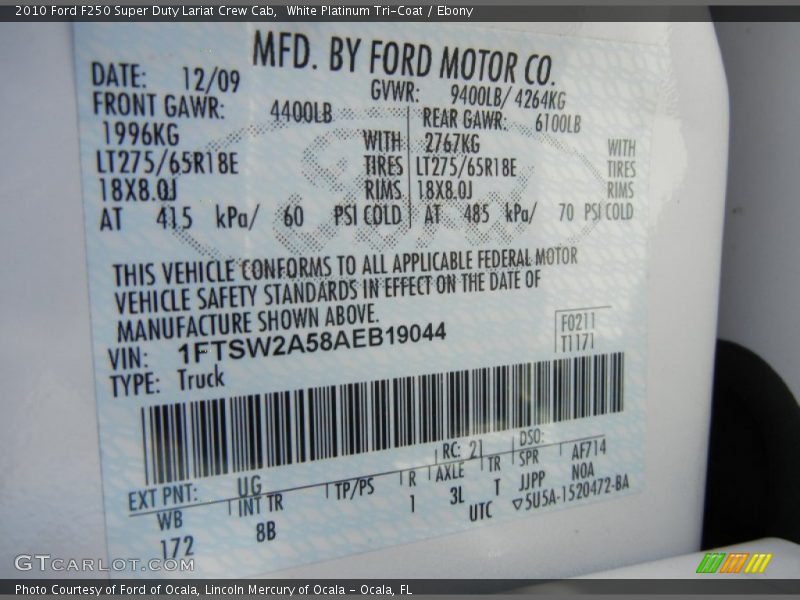 2010 Ford F250 Super Duty Lariat Crew Cab,  White Platinum Tri-Coat / Ebony
MFD. BY FORD MOTOR CO.
DATE: 12/09 GVWR: 9400LB/ 4264KG
FRONT GAWR: 4400LB REAR GAWR: 6100LB
1996KG WITH 2767KG WITH
LT275/65R18E TIRES LT275/65R18E TIRES
18X8.0J RIMS 18X8.0J RIMS
AT 415 kPa/ 60 PSI COLD AT 485 kPa/ 70 PSI COLD
THIS VEHICLE CONFORMS TO ALL APPLICABLE FEDERAL MOTOR
VEHICLE SAFETY STANDARDS IN EFFECT ON THE DATE OF
MANUFACTURE SHOWN ABOVE.
VIN: 1FTSW2A58AEB19044 F0211
TYPE: Truck T1171
EXT PNT: UG RC: 21 DSO:
WB INT TR TP/PS R AXLE TR SPR AF714
172 8B 1 3L T JJPP NOA
UTC ▽5U5A-1520472-BA
GTCARLOT.COM
Photo Courtesy of Ford of Ocala, Lincoln Mercury of Ocala - Ocala, FL